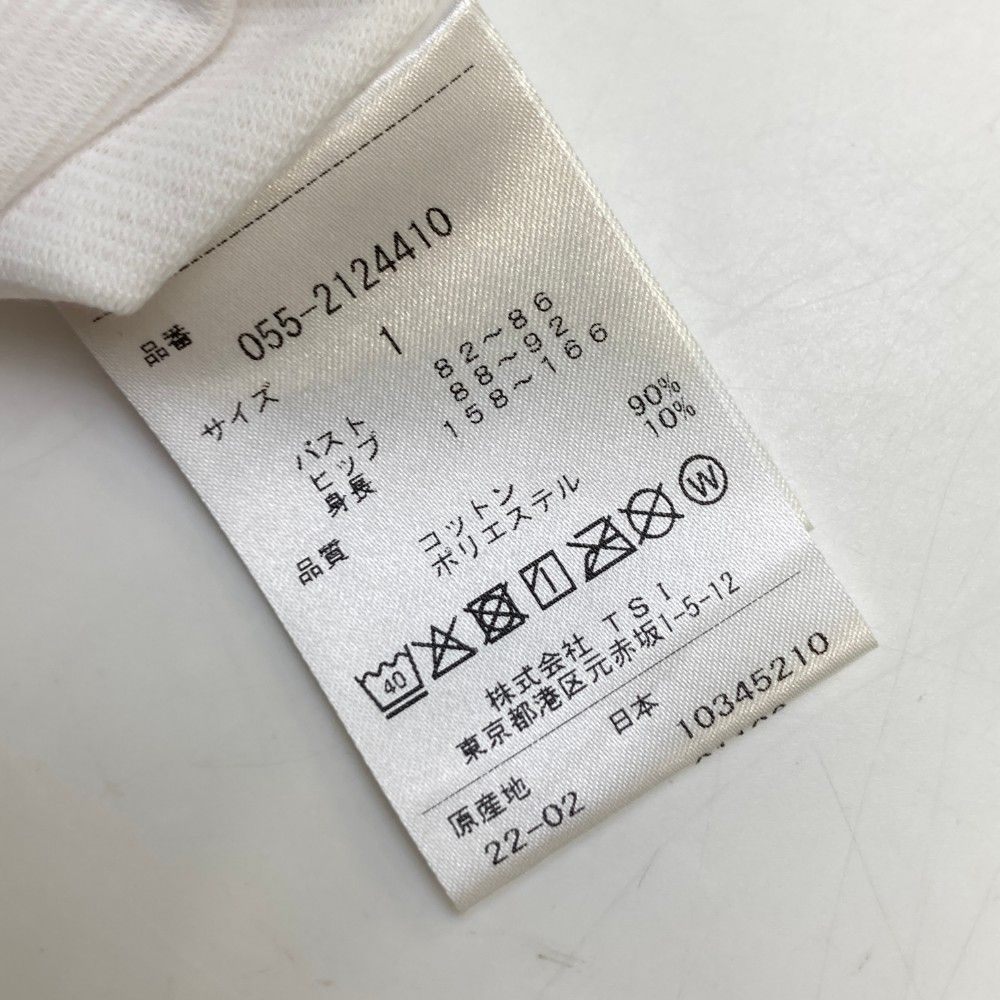 品番 055-2124410
サイズ 1
バスト 82～86
ヒップ 88～92
身長 158～166
品質 コットン 90%
ポリエステル 10%
40 W
株式会社 TSI
東京都港区元赤坂1-5-12
原産地 日本 10345210
22-02